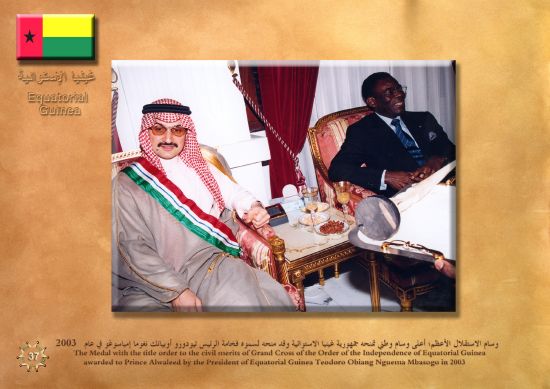 غينيا الإستوائية
Equatorial
Guinea
وسام الاستقلال الأعظم؛ أعلى وسام وطني تمنحه جمهورية غينيا الاستوائية وقد منحه لسموه فخامة الرئيس تيودورو أوبيانك نغوما إمباسوغو في عام 2003
The Medal with the title order to the civil merits of Grand Cross of the Order of the Independence of Equatorial Guinea
awarded to Prince Alwaleed by the President of Equatorial Guinea Teodoro Obiang Nguema Mbasogo in 2003
37